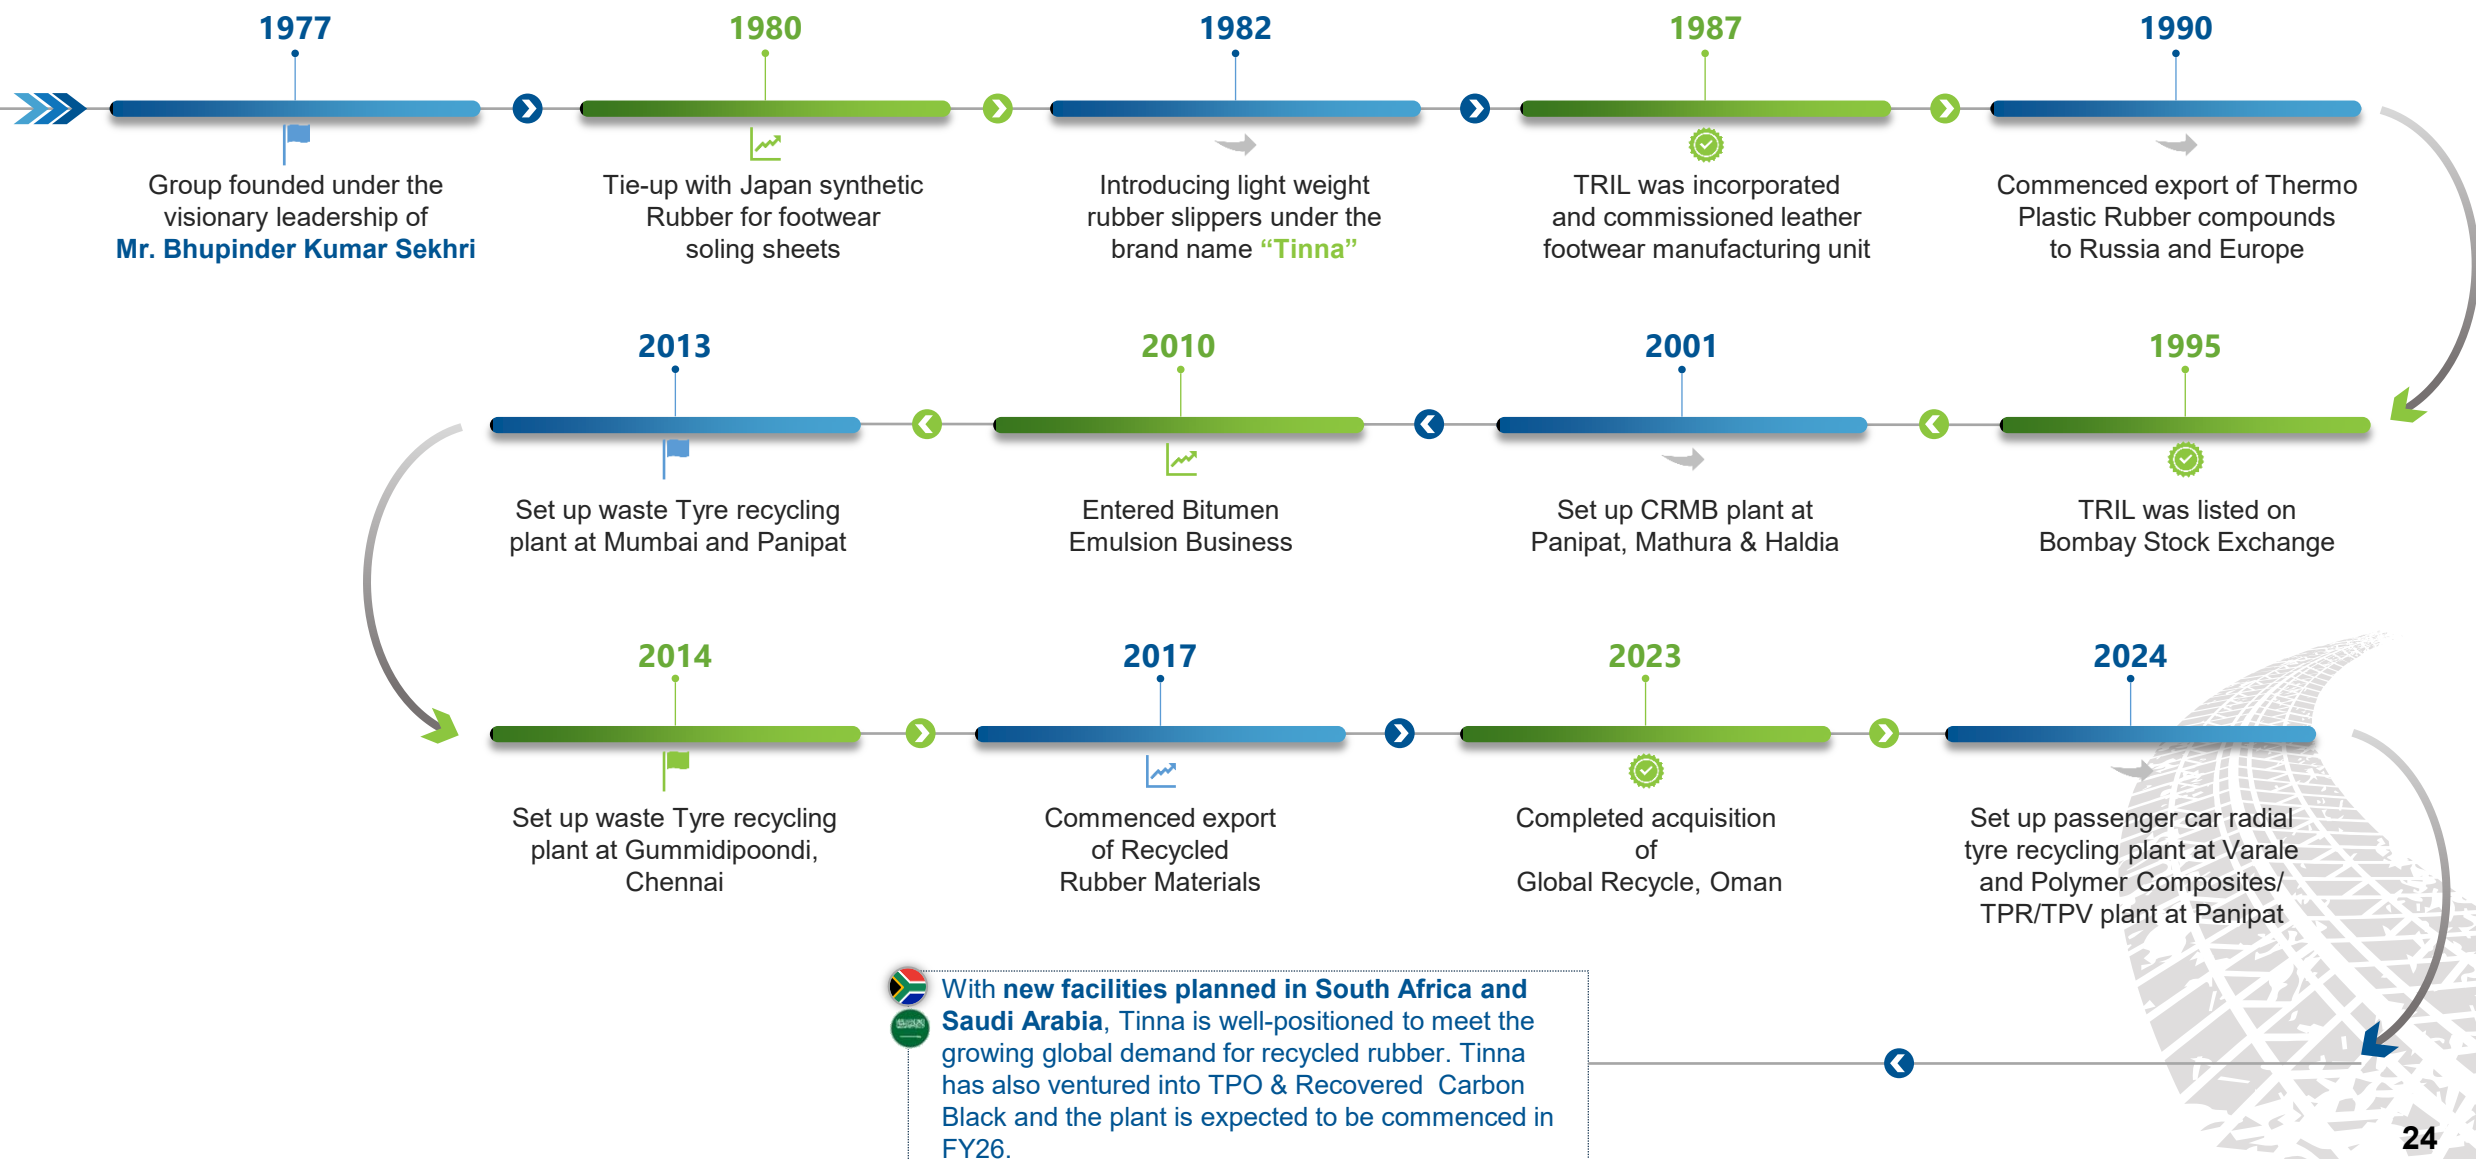 1977
Group founded under the
visionary leadership of
Mr. Bhupinder Kumar Sekhri
1980
Tie-up with Japan synthetic
Rubber for footwear
soling sheets
1982
Introducing light weight
rubber slippers under the
brand name “Tinna”
1987
TRIL was incorporated
and commissioned leather
footwear manufacturing unit
1990
Commenced export of Thermo
Plastic Rubber compounds
to Russia and Europe
1995
TRIL was listed on
Bombay Stock Exchange
2001
Set up CRMB plant at
Panipat, Mathura & Haldia
2010
Entered Bitumen
Emulsion Business
2013
Set up waste Tyre recycling
plant at Mumbai and Panipat
2014
Set up waste Tyre recycling
plant at Gummidipoondi,
Chennai
2017
Commenced export
of Recycled
Rubber Materials
2023
Completed acquisition
of
Global Recycle, Oman
2024
Set up passenger car radial
tyre recycling plant at Varale
and Polymer Composites/
TPR/TPV plant at Panipat
With new facilities planned in South Africa and
Saudi Arabia, Tinna is well-positioned to meet the
growing global demand for recycled rubber. Tinna
has also ventured into TPO & Recovered Carbon
Black and the plant is expected to be commenced in
FY26.
24